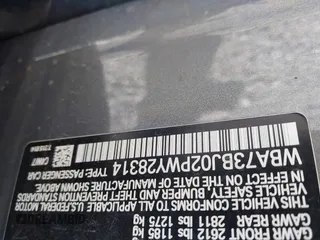 GAWR FRONT 2612 lbs 1185 kg
GAWR REAR 2811 lbs 1275 kg
THIS VEHICLE CONFORMS TO ALL APPLICABLE U.S.FEDERAL MOTOR
VEHICLE SAFETY, BUMPER AND THEFT PREVENTION STANDARDS
IN EFFECT ON THE DATE OF MANUFACTURE SHOWN ABOVE.
WBA73BJ02PWY28314 TYPE: PASSENGER CAR